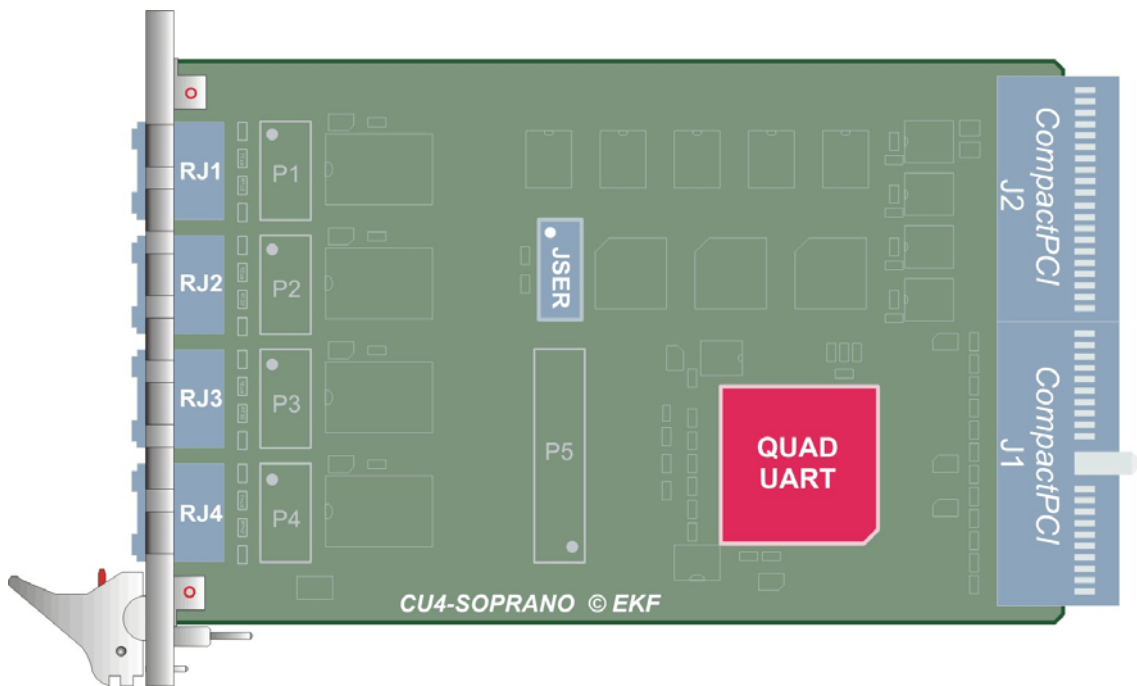 RJ1
P1
RJ2
P2
RJ3
P3
RJ4
P4
JSER
P5
QUAD
UART
CompactPCI
J2
CompactPCI
J1
CU4-SOPRANO © EKF